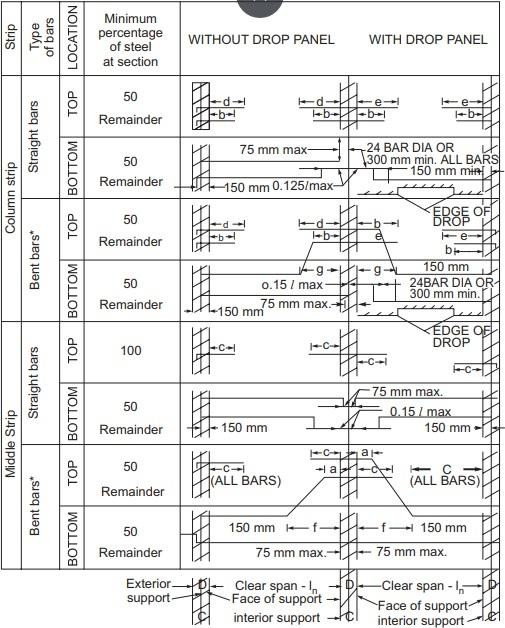 Strip
Type of bars
LOCATION
Minimum
percentage
of steel
at section
WITHOUT DROP PANEL
WITH DROP PANEL
Column strip
Straight bars
TOP
50
Remainder
d
b
d
b
e
b
e
b
BOTTOM
50
Remainder
75 mm max
24 BAR DIA OR
300 mm min. ALL BARS
150 mm min
150 mm
0.125/max
EDGE OF
DROP
Bent bars*
TOP
50
Remainder
d
b
d
b
b
e
e
b
BOTTOM
50
Remainder
g
g
150 mm
o.15 / max
24BAR DIA OR
300 mm min.
75 mm max.
150 mm
EDGE OF
DROP
Middle Strip
Straight bars
TOP
100
c
c
c
c
BOTTOM
50
Remainder
75 mm max.
0.15 / max
150 mm
150 mm
Bent bars*
TOP
50
Remainder
c
(ALL BARS)
c
a
a
c
C
(ALL BARS)
BOTTOM
50
Remainder
150 mm
f
f
150 mm
75 mm max.
75 mm max.
Exterior
support
D
Clear span - ln
D
Clear span - ln
D
Face of support
Face of support
C
interior support
C
interior support
C